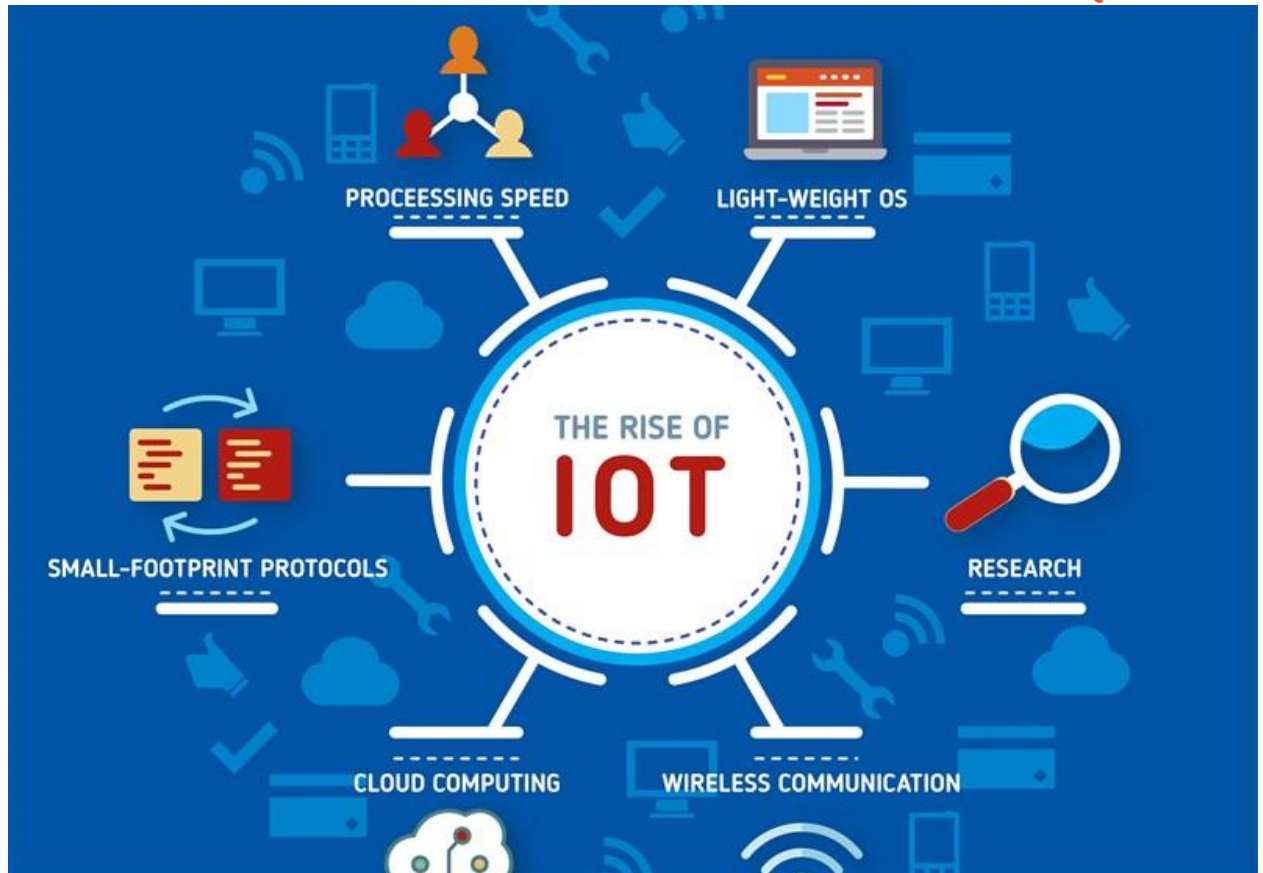 PROCEESSING SPEED
LIGHT-WEIGHT OS
THE RISE OF
IOT
SMALL-FOOTPRINT PROTOCOLS
RESEARCH
CLOUD COMPUTING
WIRELESS COMMUNICATION